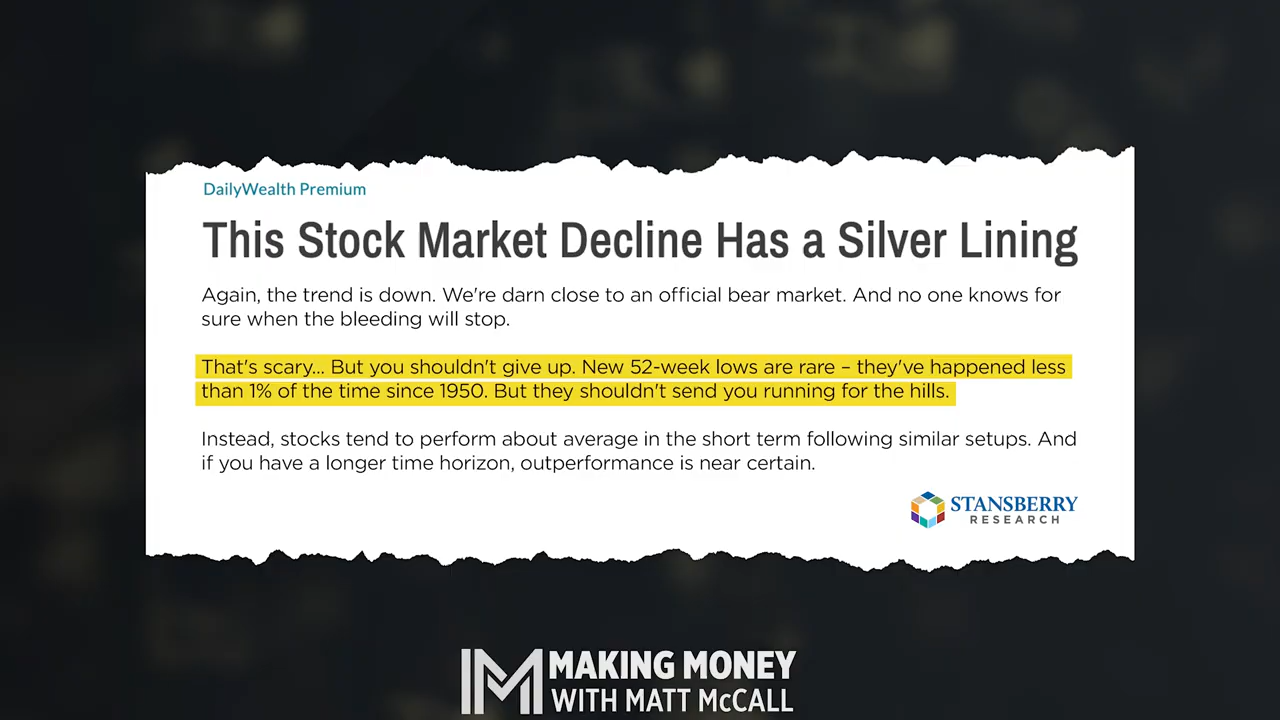 DailyWealth Premium
This Stock Market Decline Has a Silver Lining
Again, the trend is down. We're darn close to an official bear market. And no one knows for
sure when the bleeding will stop.
That's scary... But you shouldn't give up. New 52-week lows are rare – they've happened less
than 1% of the time since 1950. But they shouldn't send you running for the hills.
Instead, stocks tend to perform about average in the short term following similar setups. And
if you have a longer time horizon, outperformance is near certain.
STANSBERRY
RESEARCH
MAKING MONEY
WITH MATT McCALL